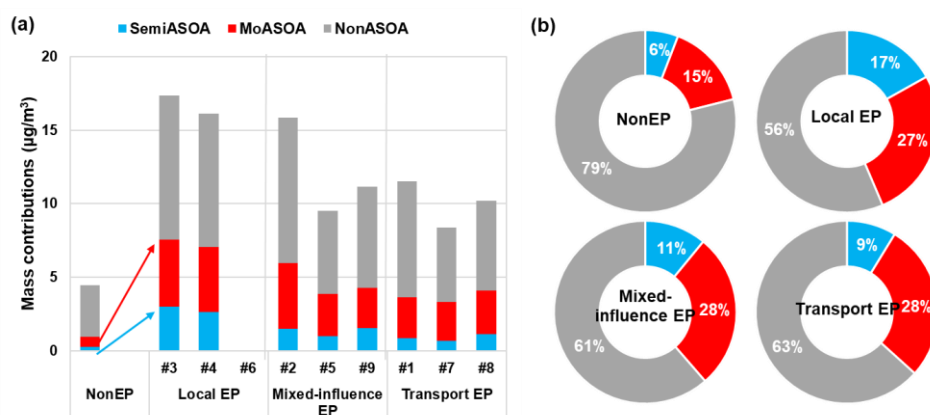 (a)
SemiASOA MoASOA NonASOA
Mass contributions (μg/m³)
20
15
10
5
0
#3 #4 #6 #2 #5 #9 #1 #7 #8
NonEP Local EP Mixed-influence EP Transport EP
(b)
6%
15%
79%
NonEP
17%
27%
56%
Local EP
11%
28%
61%
Mixed-
influence EP
9%
28%
63%
Transport EP